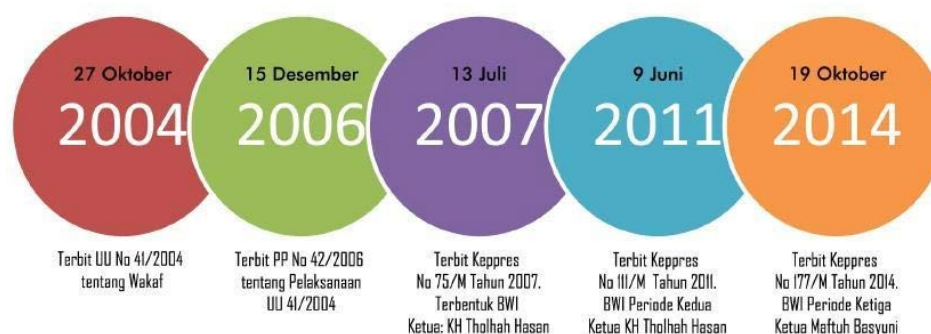 27 Oktober
2004
15 Desember
2006
13 Juli
2007
9 Juni
2011
19 Oktober
2014
Terbit UU No 41/2004
tentang Wakaf
Terbit PP No 42/2006
tentang Pelaksanaan
UU 41/2004
Terbit Keppres
No 75/M Tahun 2007.
Terbentuk BWI
Ketua: KH Tholhah Hasan
Terbit Keppres
No 111/M Tahun 2011.
BWI Periode Kedua
Ketua KH Tholhah Hasan
Terbit Keppres
No 177/M Tahun 2014.
BWI Periode Ketiga
Ketua Maftuh Basyuni